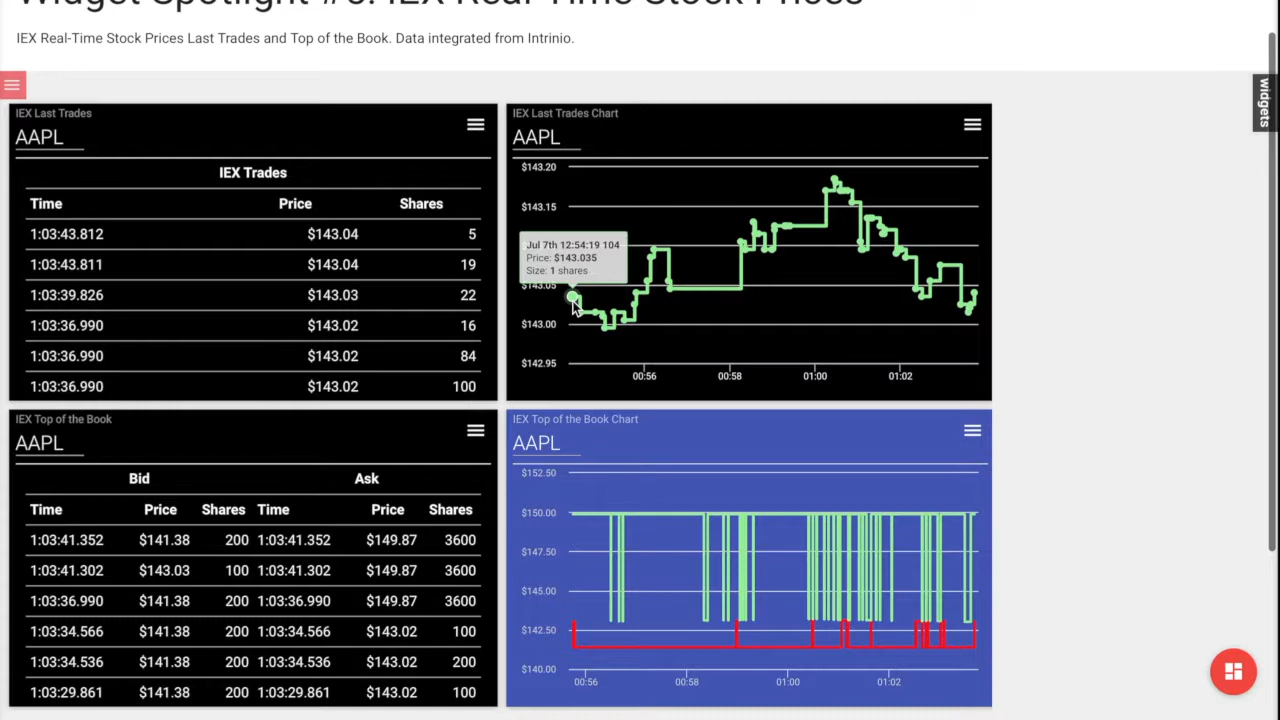 Widget Spotlight #6: IEX Real-Time Stock Prices
IEX Real-Time Stock Prices Last Trades and Top of the Book. Data integrated from Intrinio.
widgets
IEX Last Trades
AAPL
IEX Trades
Time Price Shares
1:03:43.812 $143.04 5
1:03:43.811 $143.04 19
1:03:39.826 $143.03 22
1:03:36.990 $143.02 16
1:03:36.990 $143.02 84
1:03:36.990 $143.02 100
IEX Last Trades Chart
AAPL
$143.20
$143.15
Jul 7th 12:54:19 104
Price: $143.035
Size: 1 shares
$143.05
$143.00
$142.95
00:56 00:58 01:00 01:02
IEX Top of the Book
AAPL
Bid Ask
Time Price Shares Time Price Shares
1:03:41.352 $141.38 200 1:03:41.352 $149.87 3600
1:03:41.302 $143.03 100 1:03:41.302 $149.87 3600
1:03:36.990 $141.38 200 1:03:36.990 $149.87 3600
1:03:34.566 $141.38 200 1:03:34.566 $143.02 100
1:03:34.536 $141.38 200 1:03:34.536 $143.02 200
1:03:29.861 $141.38 200 1:03:29.861 $143.02 100
IEX Top of the Book Chart
AAPL
$152.50
$150.00
$147.50
$145.00
$142.50
$140.00
00:56 00:58 01:00 01:02